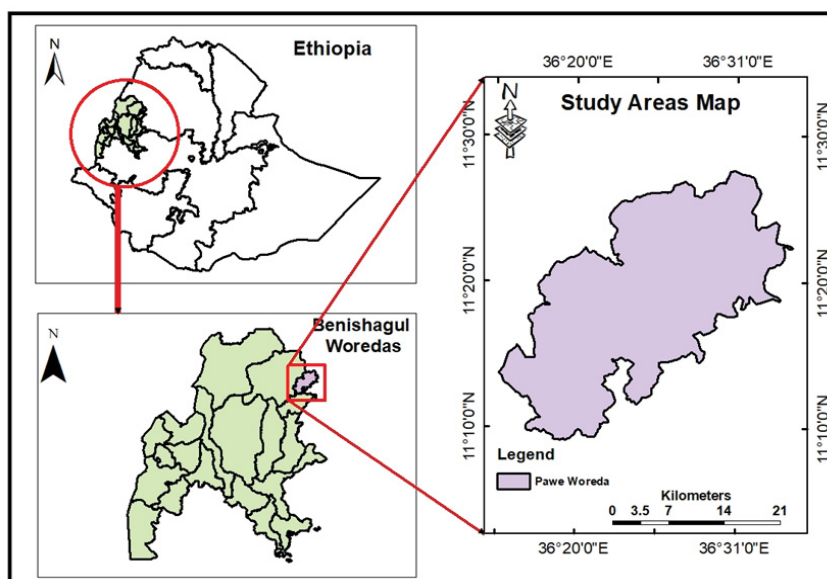 N
Ethiopia
N
Benishagul
Woredas
36°20'0"E 36°31'0"E
N
Study Areas Map
11°30'0"N
11°30'0"N
11°20'0"N
11°20'0"N
11°10'0"N
11°10'0"N
Legend
Pawe Woreda
Kilometers
0 3.5 7 14 21
36°20'0"E 36°31'0"E